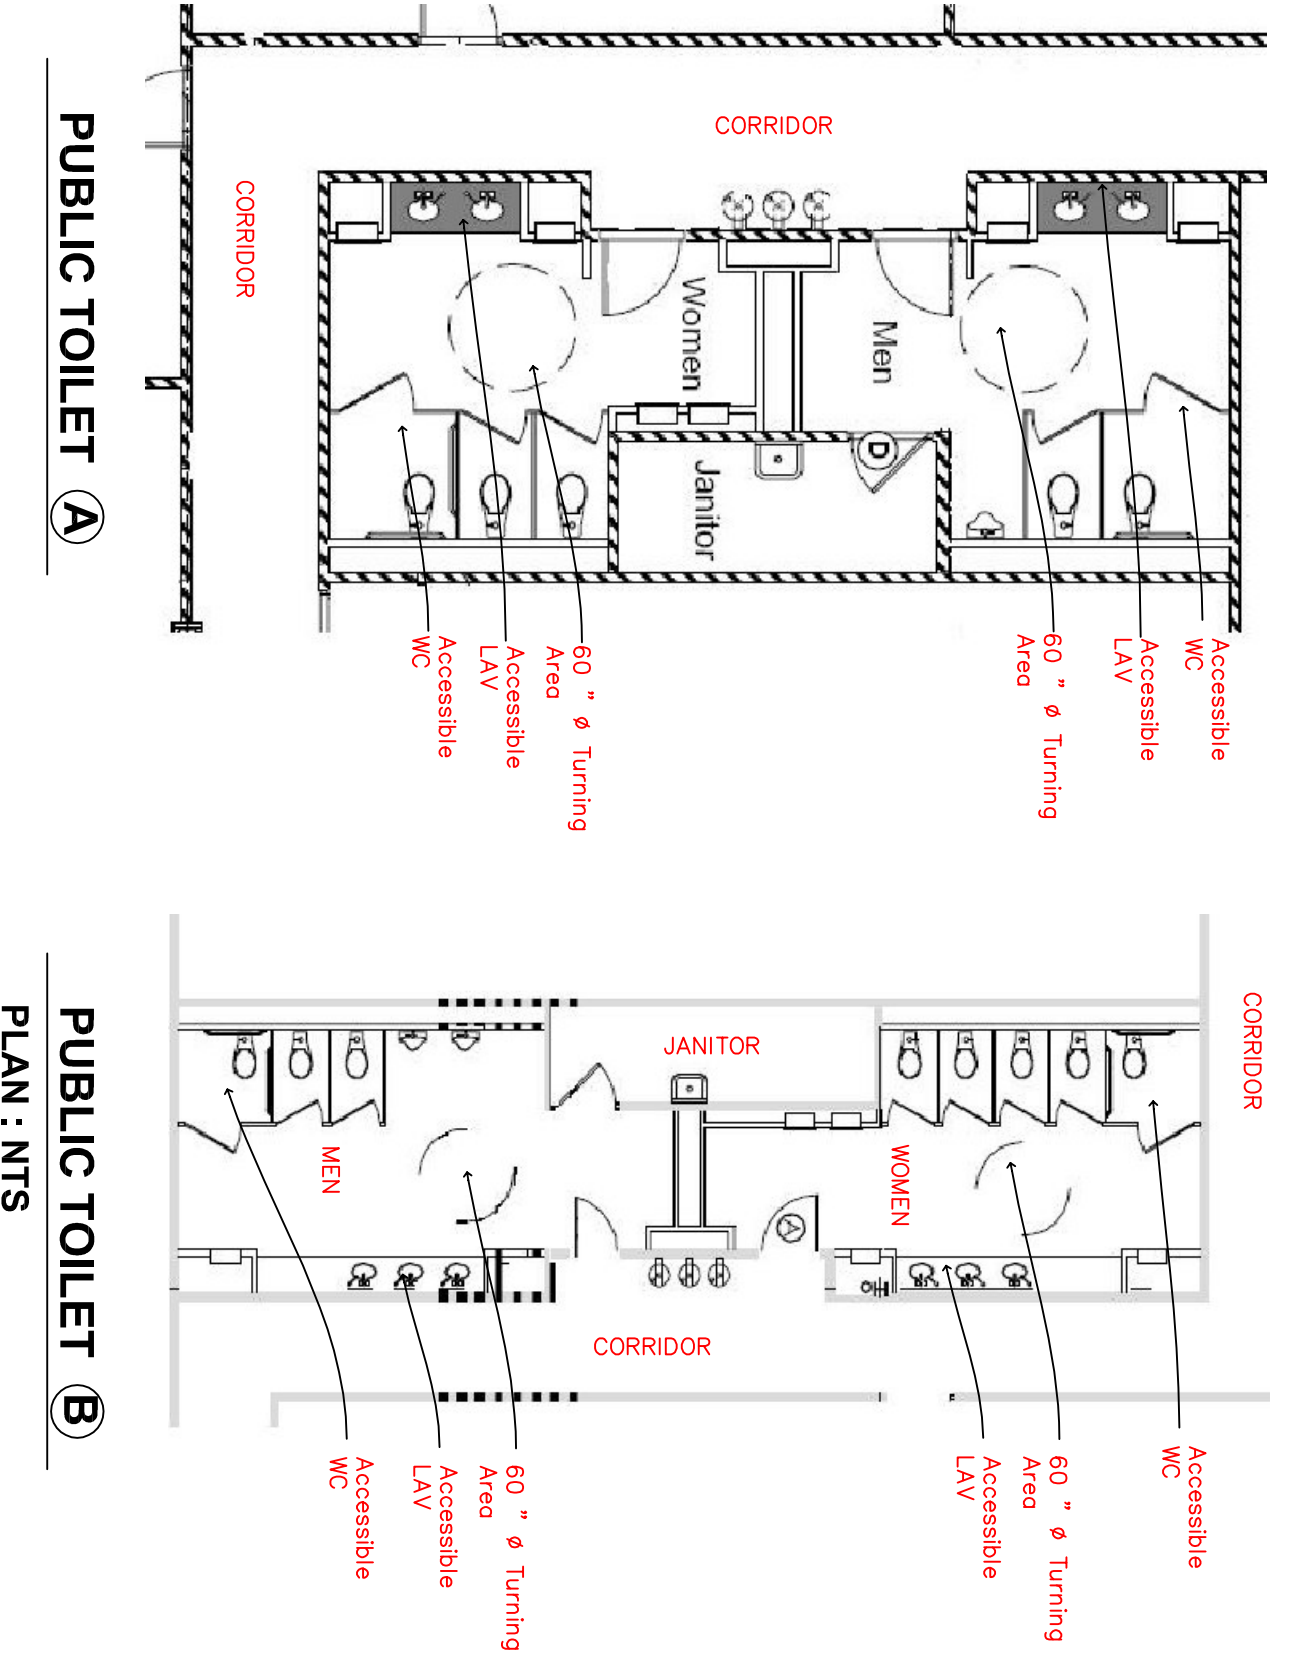 CORRIDOR
CORRIDOR
Women
Men
Janitor
D
Accessible
WC
Accessible
LAV
60 " ø Turning
Area
60 " ø Turning
Area
Accessible
LAV
Accessible
WC
PUBLIC TOILET A
CORRIDOR
JANITOR
MEN
WOMEN
A
CORRIDOR
Accessible
WC
60 " ø Turning
Area
Accessible
LAV
60 " ø Turning
Area
Accessible
LAV
Accessible
WC
PUBLIC TOILET B
PLAN : NTS